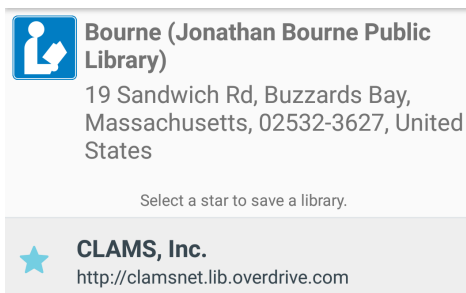 Bourne (Jonathan Bourne Public
Library)
19 Sandwich Rd, Buzzards Bay,
Massachusetts, 02532-3627, United
States
Select a star to save a library.
CLAMS, Inc.
http://clamsnet.lib.overdrive.com